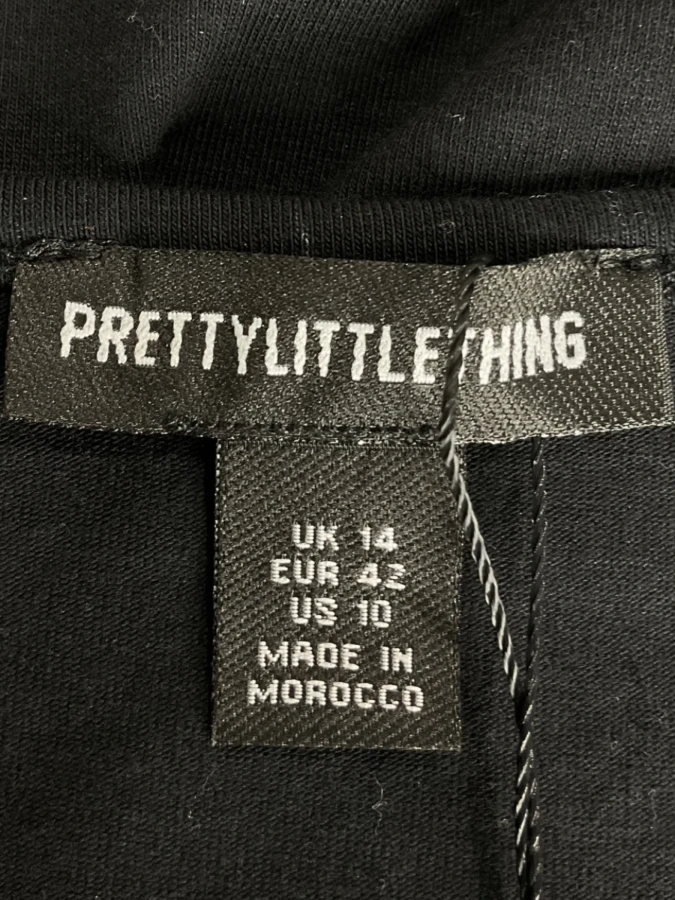 PRETTYLITTLETHING
UK 14
EUR 42
US 10
MADE IN
MOROCCO